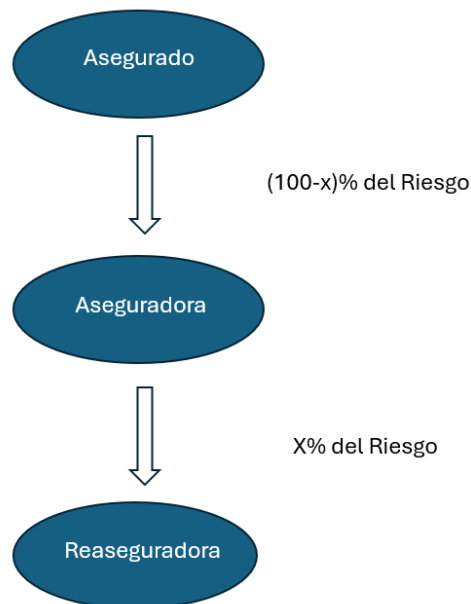 Asegurado
(100-x)% del Riesgo
Aseguradora
X% del Riesgo
Reaseguradora